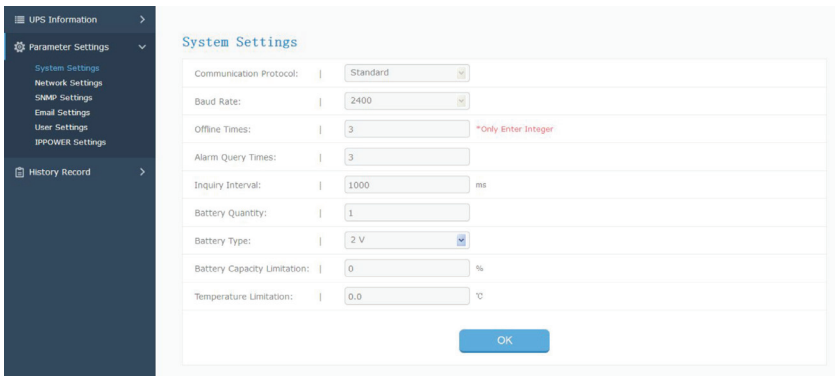 UPS Information
Parameter Settings
System Settings
Network Settings
SNMP Settings
Email Settings
User Settings
IPPOWER Settings
History Record
System Settings
Communication Protocol: | Standard
Baud Rate: | 2400
Offline Times: | 3 *Only Enter Integer
Alarm Query Times: | 3
Inquiry Interval: | 1000 ms
Battery Quantity: | 1
Battery Type: | 2 V
Battery Capacity Limitation: | 0 %
Temperature Limitation: | 0.0 ℃
OK